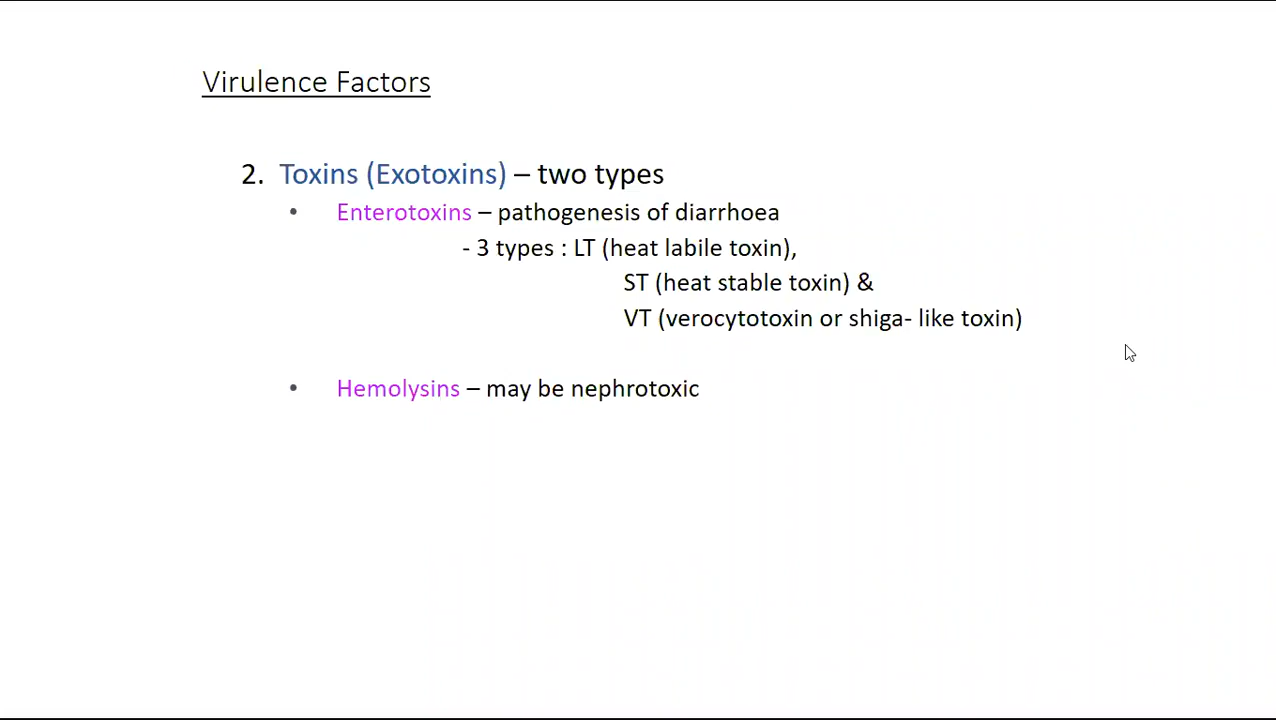 Virulence Factors
2. Toxins (Exotoxins) – two types
• Enterotoxins – pathogenesis of diarrhoea
- 3 types : LT (heat labile toxin),
ST (heat stable toxin) &
VT (verocytotoxin or shiga- like toxin)
• Hemolysins – may be nephrotoxic